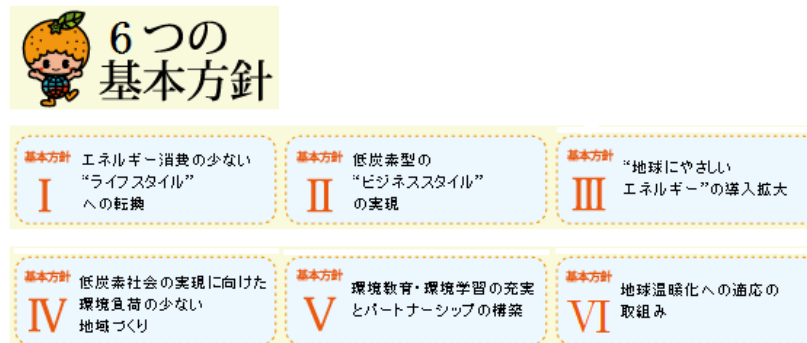 6つの
基本方針
基本方針
I
エネルギー消費の少ない
“ライフスタイル”
への転換
基本方針
II
低炭素型の
“ビジネススタイル”
の実現
基本方針
III
“地球にやさしい
エネルギー”の導入拡大
基本方針
IV
低炭素社会の実現に向けた
環境負荷の少ない
地域づくり
基本方針
V
環境教育・環境学習の充実
とパートナーシップの構築
基本方針
VI
地球温暖化への適応の
取組み